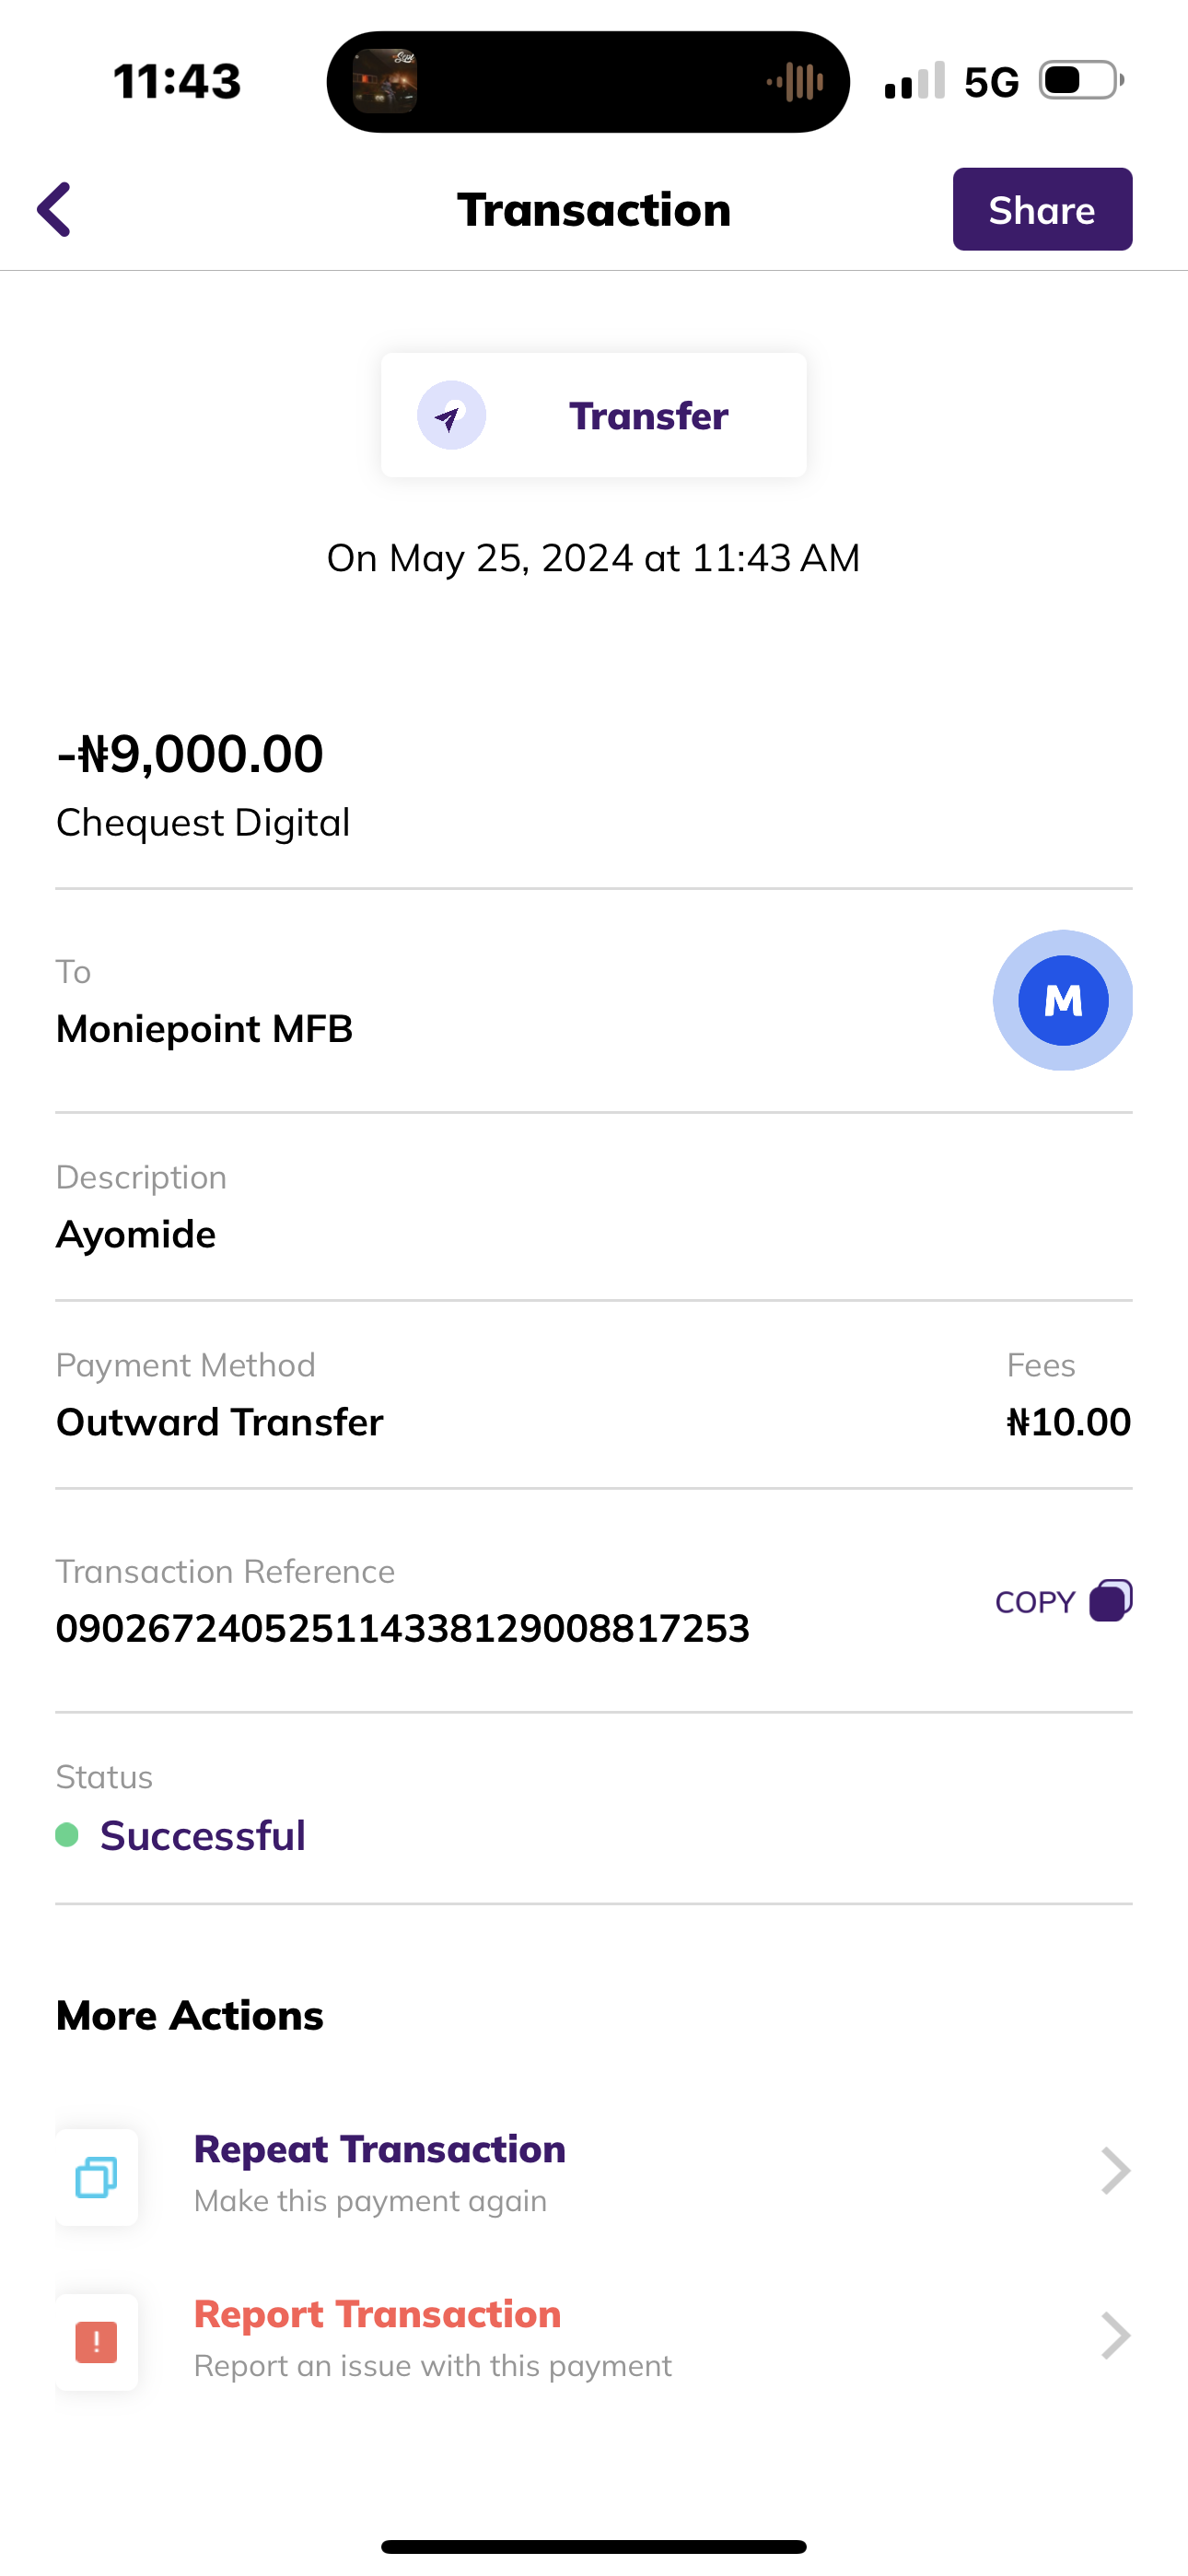 11:43
5G
Transaction
Share
Transfer
On May 25, 2024 at 11:43 AM
-₦9,000.00
Chequest Digital
To
Moniepoint MFB
M
Description
Ayomide
Payment Method
Fees
Outward Transfer
₦10.00
Transaction Reference
090267240525114338129008817253
COPY
Status
Successful
More Actions
Repeat Transaction
Make this payment again
!
Report Transaction
Report an issue with this payment